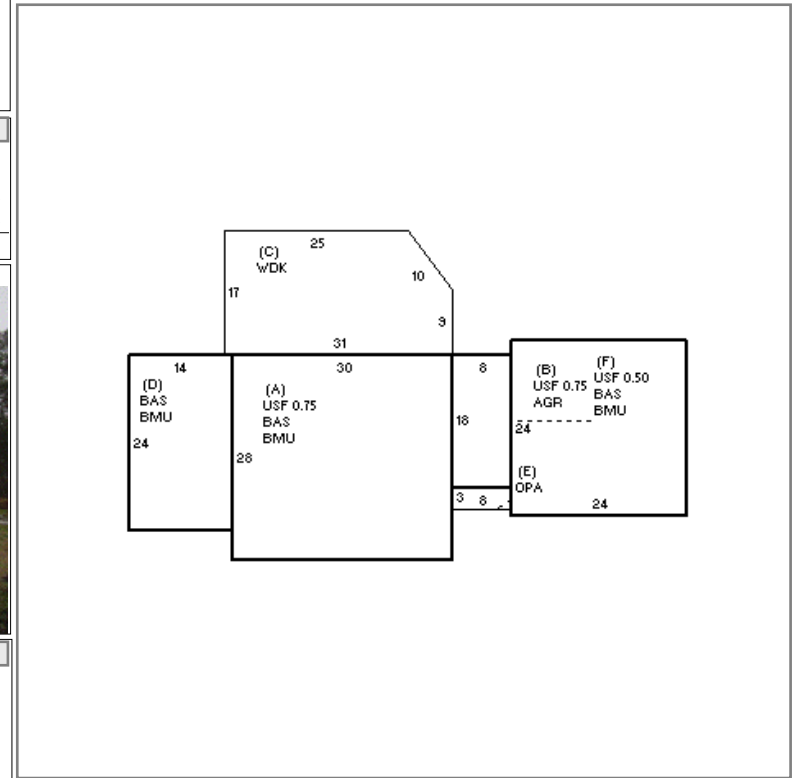 (C)
WDK
25
10
17
9
31
14
30
8
(D)
BAS
BMU
24
(A)
USF 0.75
BAS
BMU
28
18
(B)
USF 0.75
AGR
(F)
USF 0.50
BAS
BMU
24
(E)
OPA
3
8
24